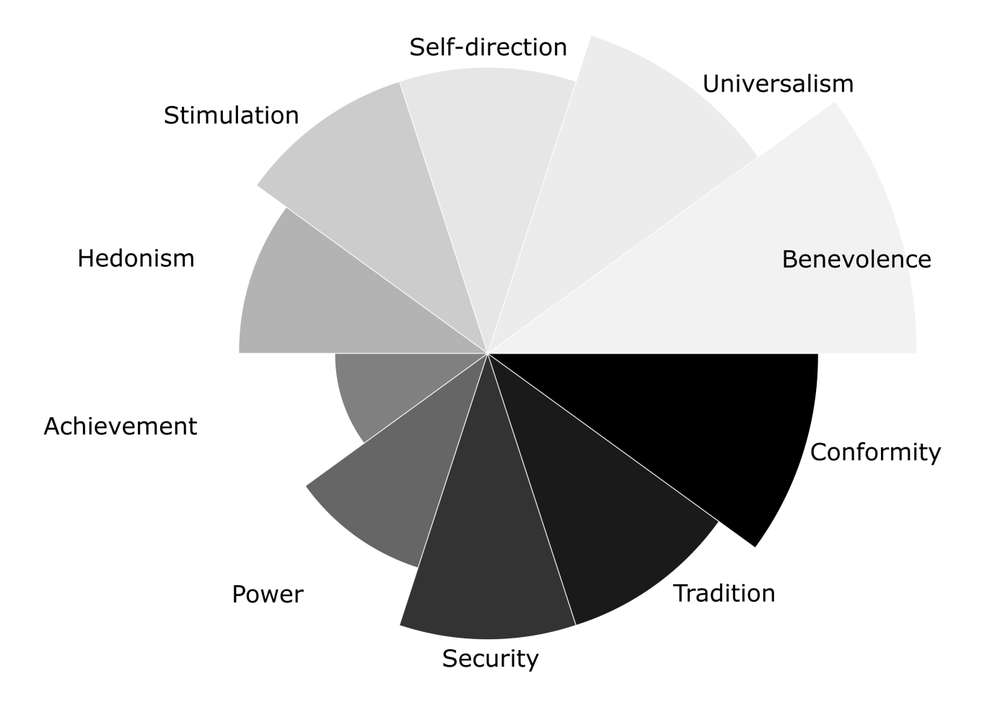 Self-direction
Universalism
Stimulation
Hedonism
Benevolence
Achievement
Conformity
Power
Tradition
Security